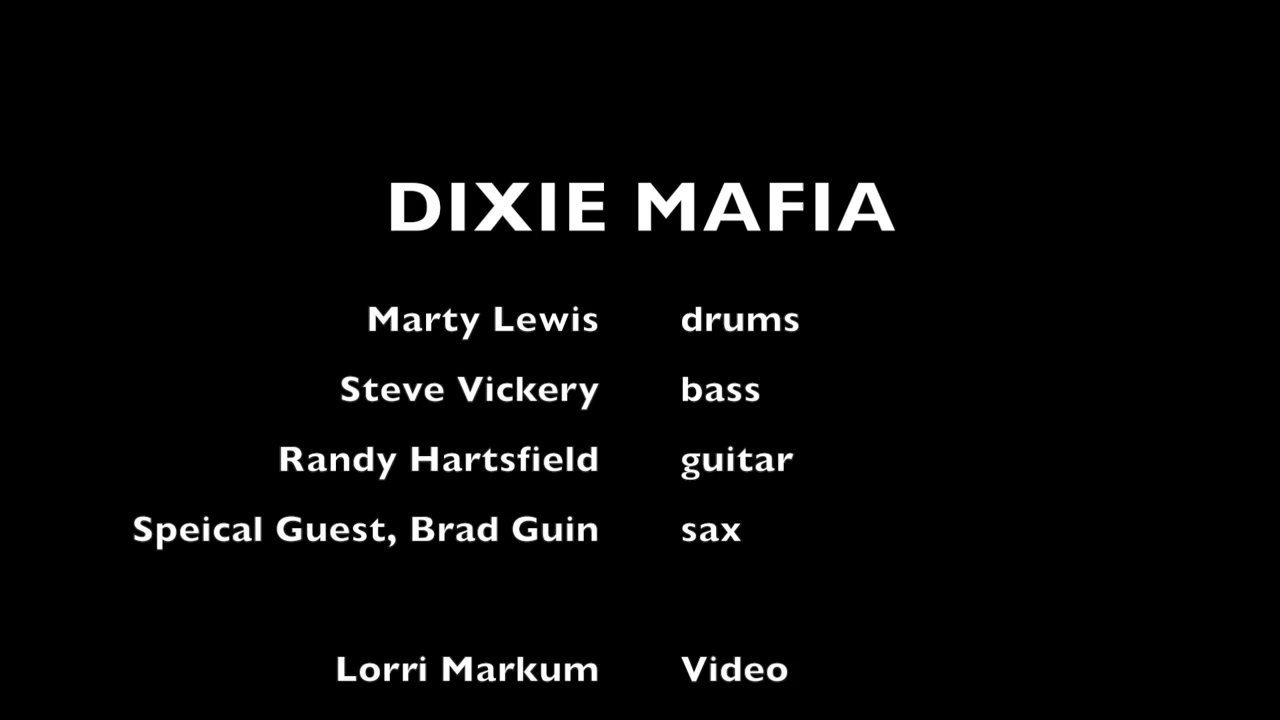 DIXIE MAFIA
Marty Lewis drums
Steve Vickery bass
Randy Hartsfield guitar
Speical Guest, Brad Guin sax
Lorri Markum Video